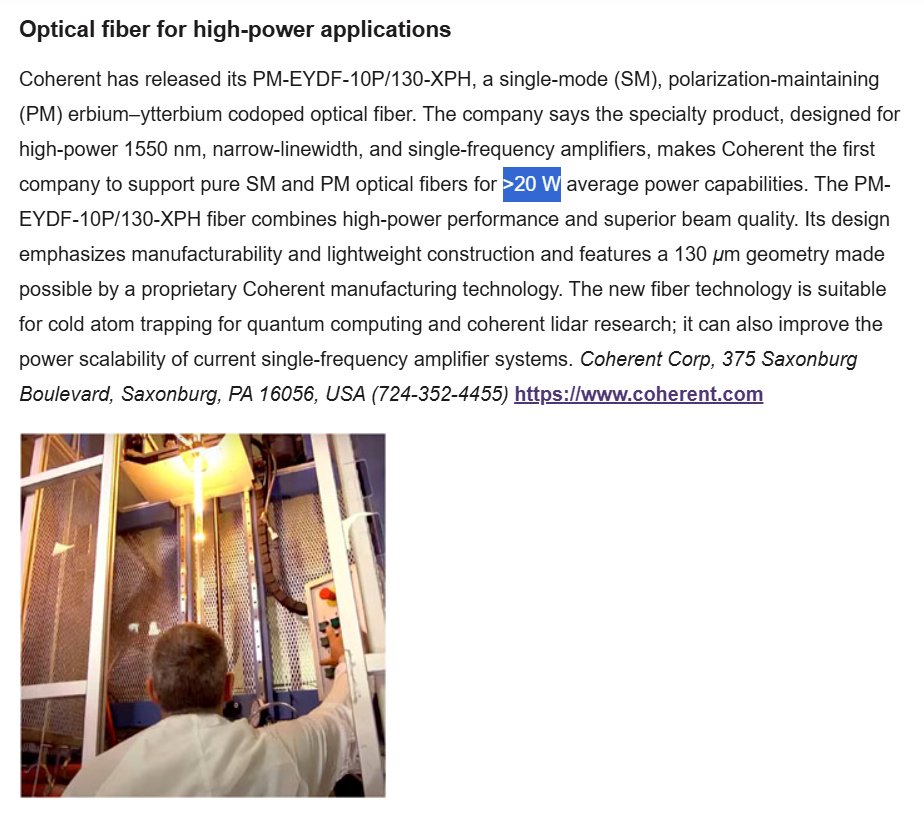 Optical fiber for high-power applications
Coherent has released its PM-EYDF-10P/130-XPH, a single-mode (SM), polarization-maintaining
(PM) erbium–ytterbium codoped optical fiber. The company says the specialty product, designed for
high-power 1550 nm, narrow-linewidth, and single-frequency amplifiers, makes Coherent the first
company to support pure SM and PM optical fibers for >20 W average power capabilities. The PM-
EYDF-10P/130-XPH fiber combines high-power performance and superior beam quality. Its design
emphasizes manufacturability and lightweight construction and features a 130 μm geometry made
possible by a proprietary Coherent manufacturing technology. The new fiber technology is suitable
for cold atom trapping for quantum computing and coherent lidar research; it can also improve the
power scalability of current single-frequency amplifier systems. Coherent Corp, 375 Saxonburg
Boulevard, Saxonburg, PA 16056, USA (724-352-4455) https://www.coherent.com